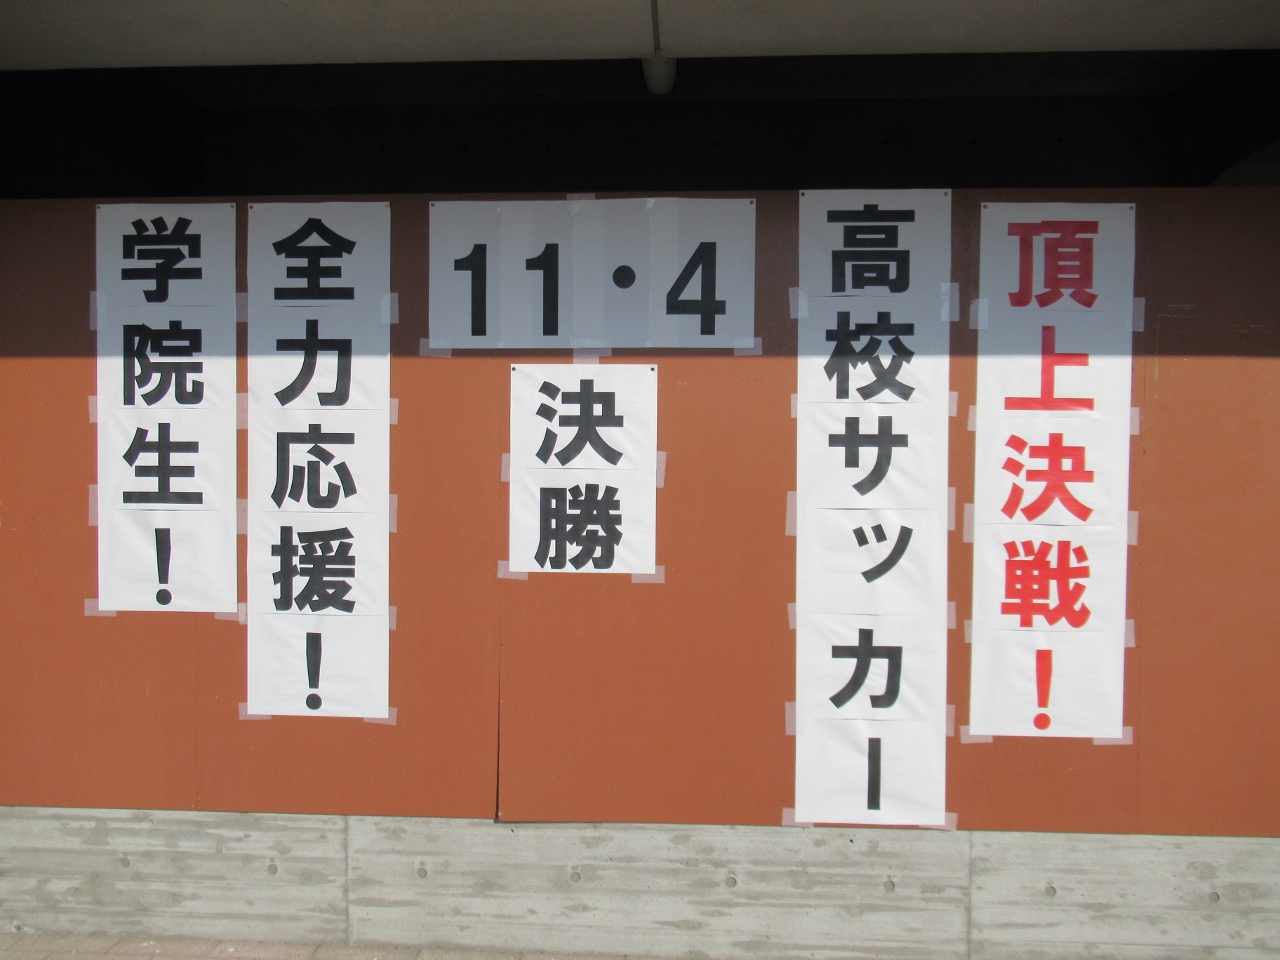 頂上決戦！
高校サッカー
11・4
決勝
全力応援！
学院生！